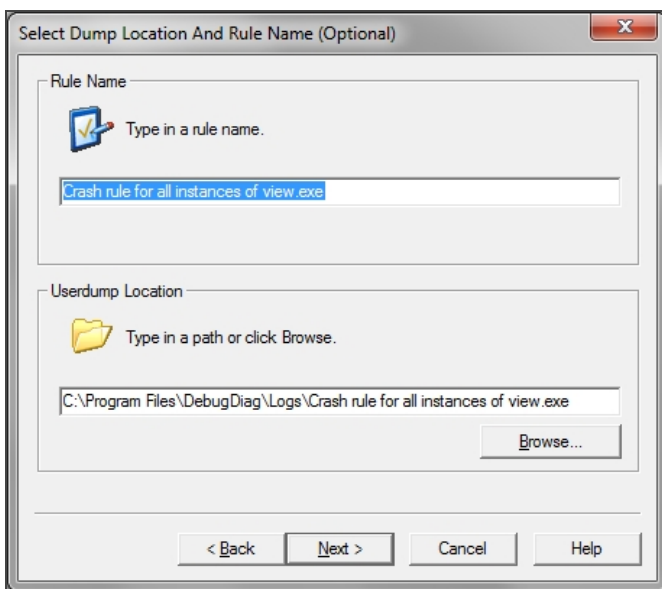 Select Dump Location And Rule Name (Optional)
Rule Name
Type in a rule name.
Crash rule for all instances of view.exe
Userdump Location
Type in a path or click Browse.
C:\Program Files\DebugDiag\Logs\Crash rule for all instances of view.exe
Browse...
< Back Next > Cancel Help